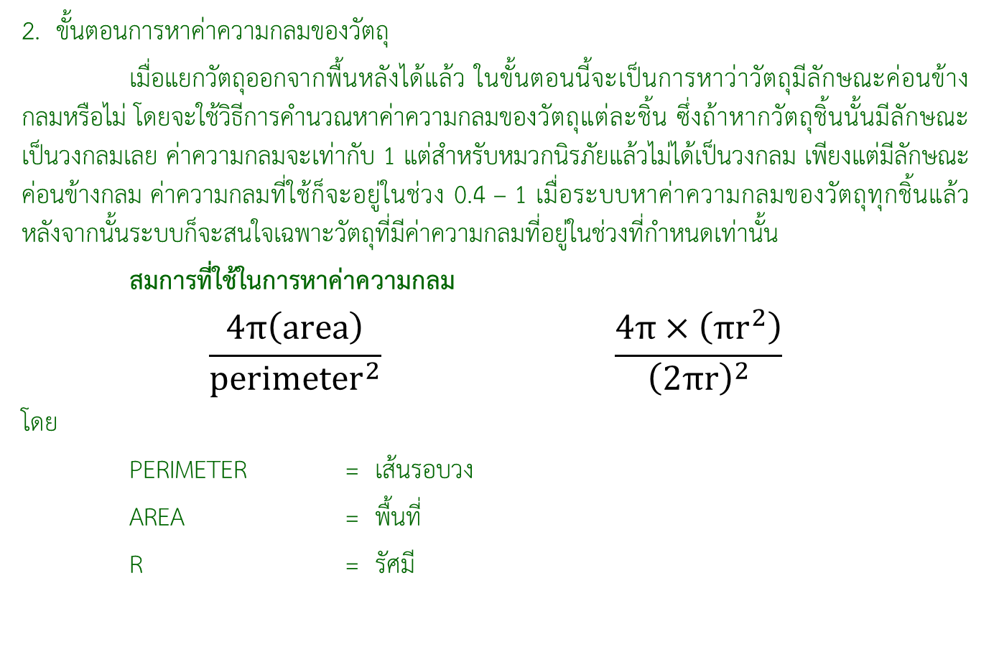 2. ขั้นตอนการหาค่าความกลมของวัตถุ
เมื่อแยกวัตถุออกจากพื้นหลังได้แล้ว ในขั้นตอนนี้จะเป็นการหาว่าวัตถุมีลักษณะค่อนข้าง
กลมหรือไม่ โดยจะใช้วิธีการคำนวณหาค่าความกลมของวัตถุแต่ละชิ้น ซึ่งถ้าหากวัตถุชิ้นนั้นมีลักษณะ
เป็นวงกลมเลย ค่าความกลมจะเท่ากับ 1 แต่สำหรับหมวกนิรภัยแล้วไม่ได้เป็นวงกลม เพียงแต่มีลักษณะ
ค่อนข้างกลม ค่าความกลมที่ใช้ก็จะอยู่ในช่วง 0.4 – 1 เมื่อระบบหาค่าความกลมของวัตถุทุกชิ้นแล้ว
หลังจากนั้นระบบก็จะสนใจเฉพาะวัตถุที่มีค่าความกลมที่อยู่ในช่วงที่กำหนดเท่านั้น
สมการที่ใช้ในการหาค่าความกลม
4π(area) 4π × (πr²)
perimeter² (2πr)²
โดย
PERIMETER = เส้นรอบวง
AREA = พื้นที่
R = รัศมี